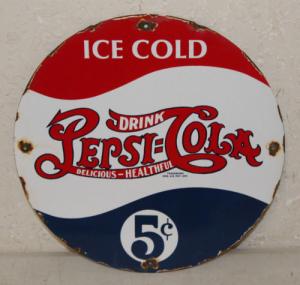 ICE COLD
DRINK
PEPSI=COLA
DELICIOUS-HEALTHFUL
5¢